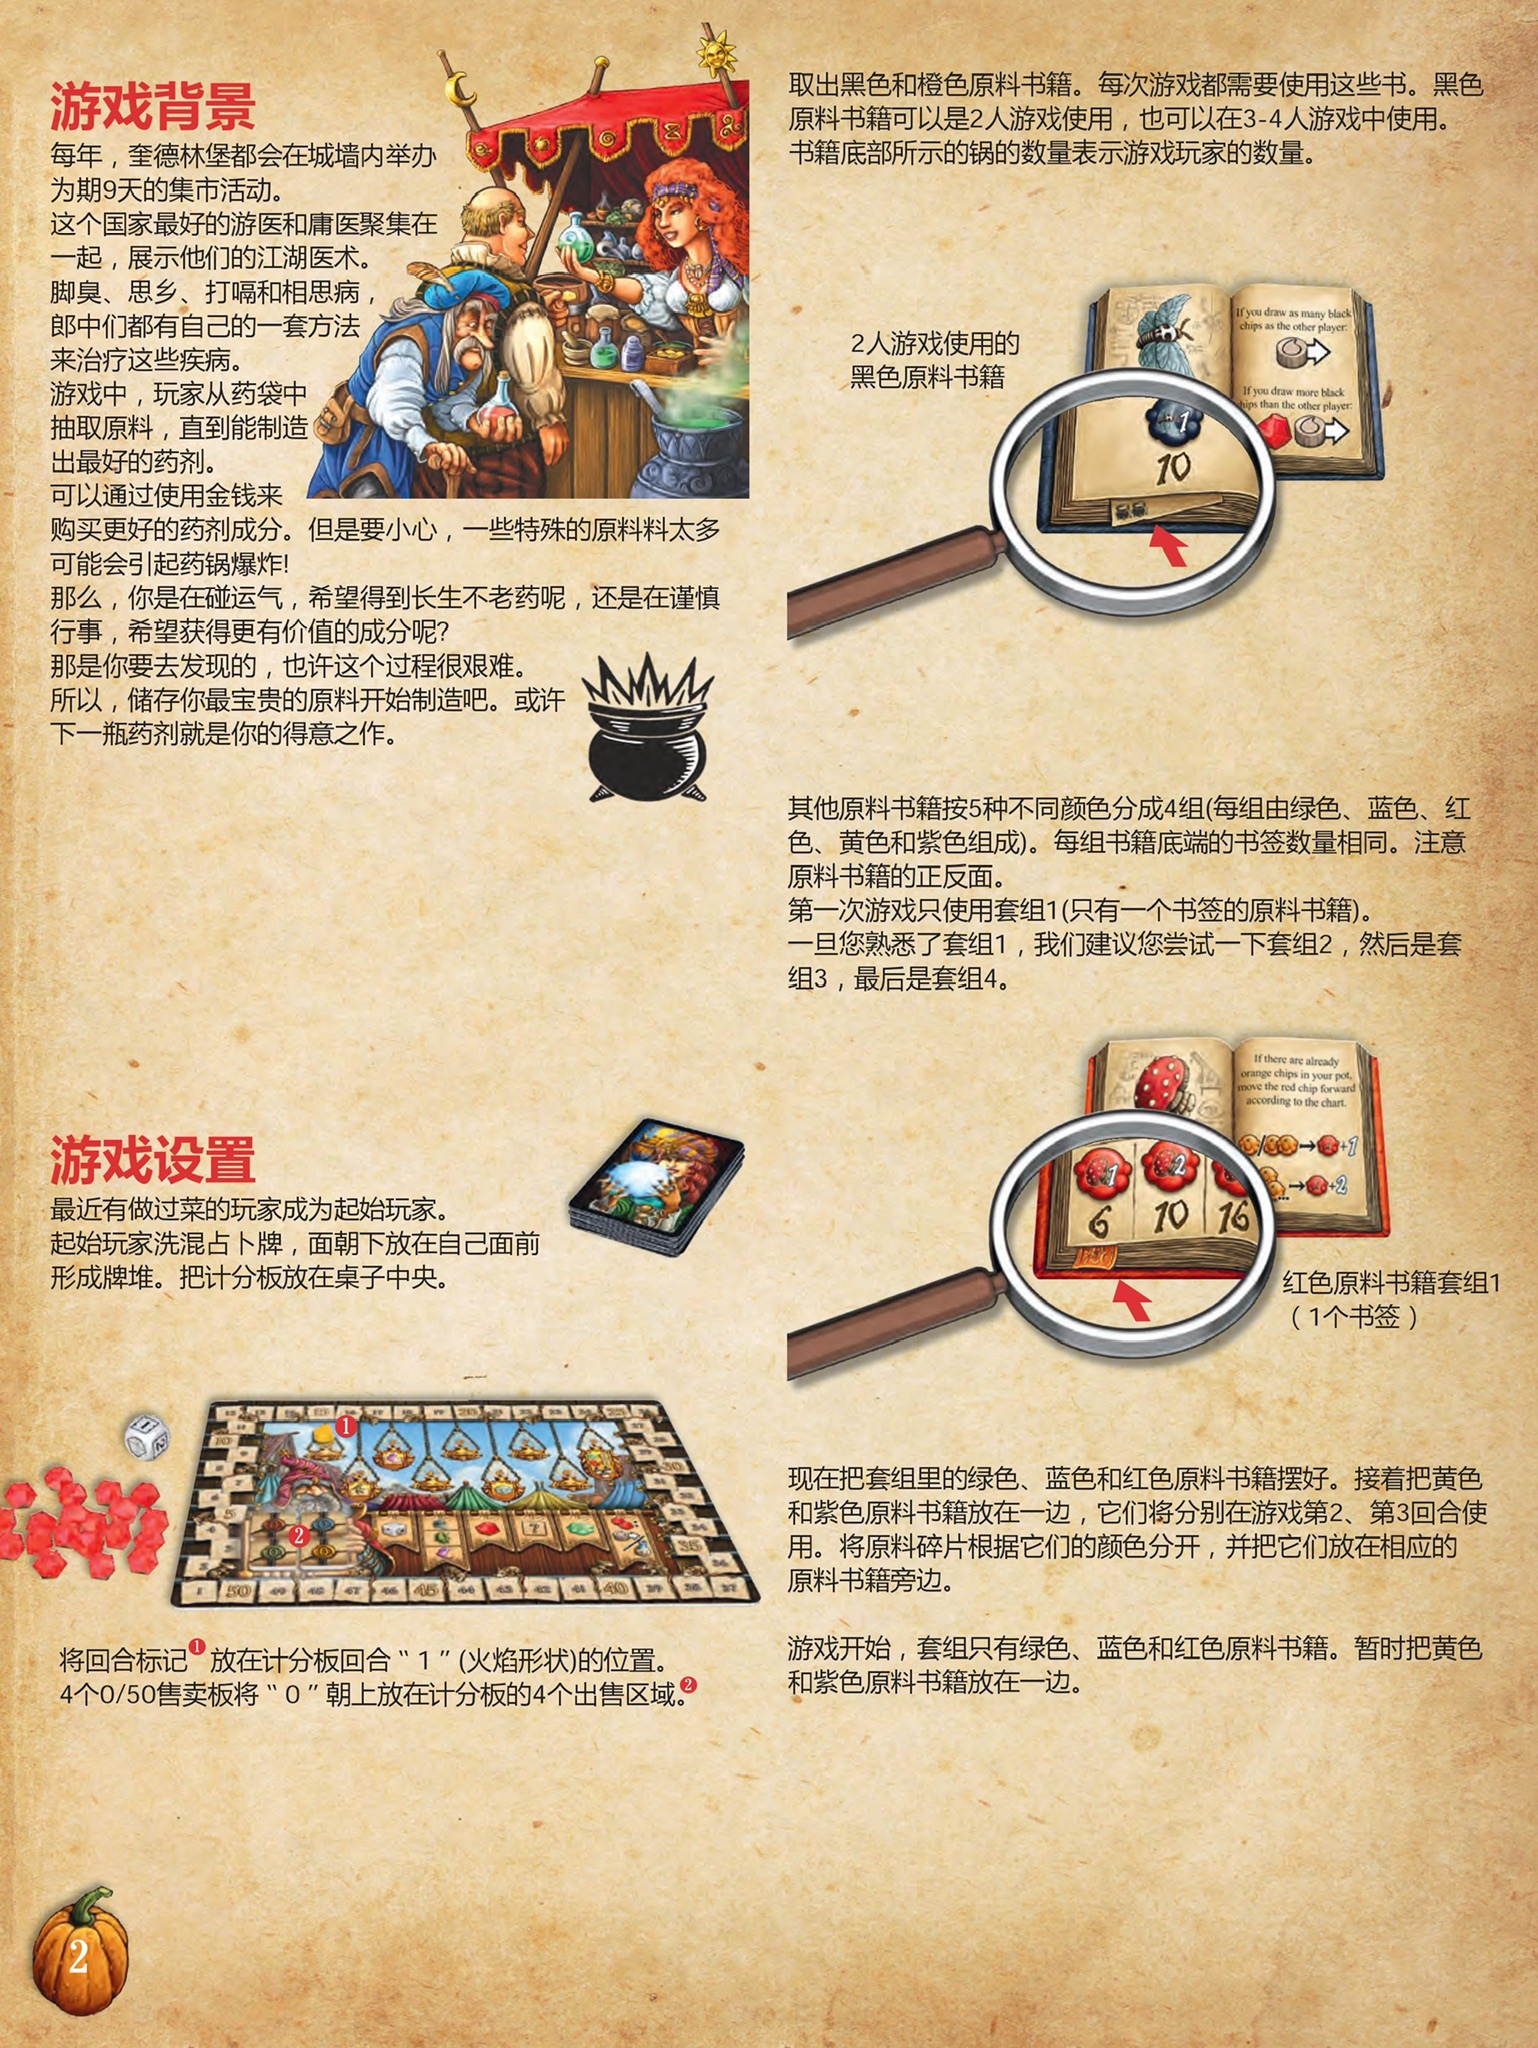 游戏背景
每年，奎德林堡都会在城墙内举办
为期9天的集市活动。
这个国家最好的游医和庸医聚集在
一起，展示他们的江湖医术。
脚臭、思乡、打嗝和相思病，
郎中们都有自己的一套方法
来治疗这些疾病。
游戏中，玩家从药袋中
抽取原料，直到能制造
出最好的药剂。
可以通过使用金钱来
购买更好的药剂成分。但是要小心，一些特殊的原料料太多
可能会引起药锅爆炸!
那么，你是在碰运气，希望得到长生不老药呢，还是在谨慎
行事，希望获得更有价值的成分呢?
那是你要去发现的，也许这个过程很艰难。
所以，储存你最宝贵的原料开始制造吧。或许
下一瓶药剂就是你的得意之作。
游戏设置
最近有做过菜的玩家成为起始玩家。
起始玩家洗混占卜牌，面朝下放在自己面前
形成牌堆。把计分板放在桌子中央。
1
2
5
10
20
30
35
1
50
49
48
47
46
45
44
43
42
41
40
39
38
37
将回合标记1放在计分板回合“1”(火焰形状)的位置。
4个0/50售卖板将“0”朝上放在计分板的4个出售区域。2
取出黑色和橙色原料书籍。每次游戏都需要使用这些书。黑色
原料书籍可以是2人游戏使用，也可以在3-4人游戏中使用。
书籍底部所示的锅的数量表示游戏玩家的数量。
2人游戏使用的
黑色原料书籍
If you draw as many black
chips as the other player:
If you draw more black
chips than the other player:
1
10
其他原料书籍按5种不同颜色分成4组(每组由绿色、蓝色、红
色、黄色和紫色组成)。每组书籍底端的书签数量相同。注意
原料书籍的正反面。
第一次游戏只使用套组1(只有一个书签的原料书籍)。
一旦您熟悉了套组1，我们建议您尝试一下套组2，然后是套
组3，最后是套组4。
If there are already
orange chips in your pot,
move the red chip forward
according to the chart.
+1
+2
1
2
6
10
16
红色原料书籍套组1
（1个书签）
现在把套组里的绿色、蓝色和红色原料书籍摆好。接着把黄色
和紫色原料书籍放在一边，它们将分别在游戏第2、第3回合使
用。将原料碎片根据它们的颜色分开，并把它们放在相应的
原料书籍旁边。
游戏开始，套组只有绿色、蓝色和红色原料书籍。暂时把黄色
和紫色原料书籍放在一边。
2